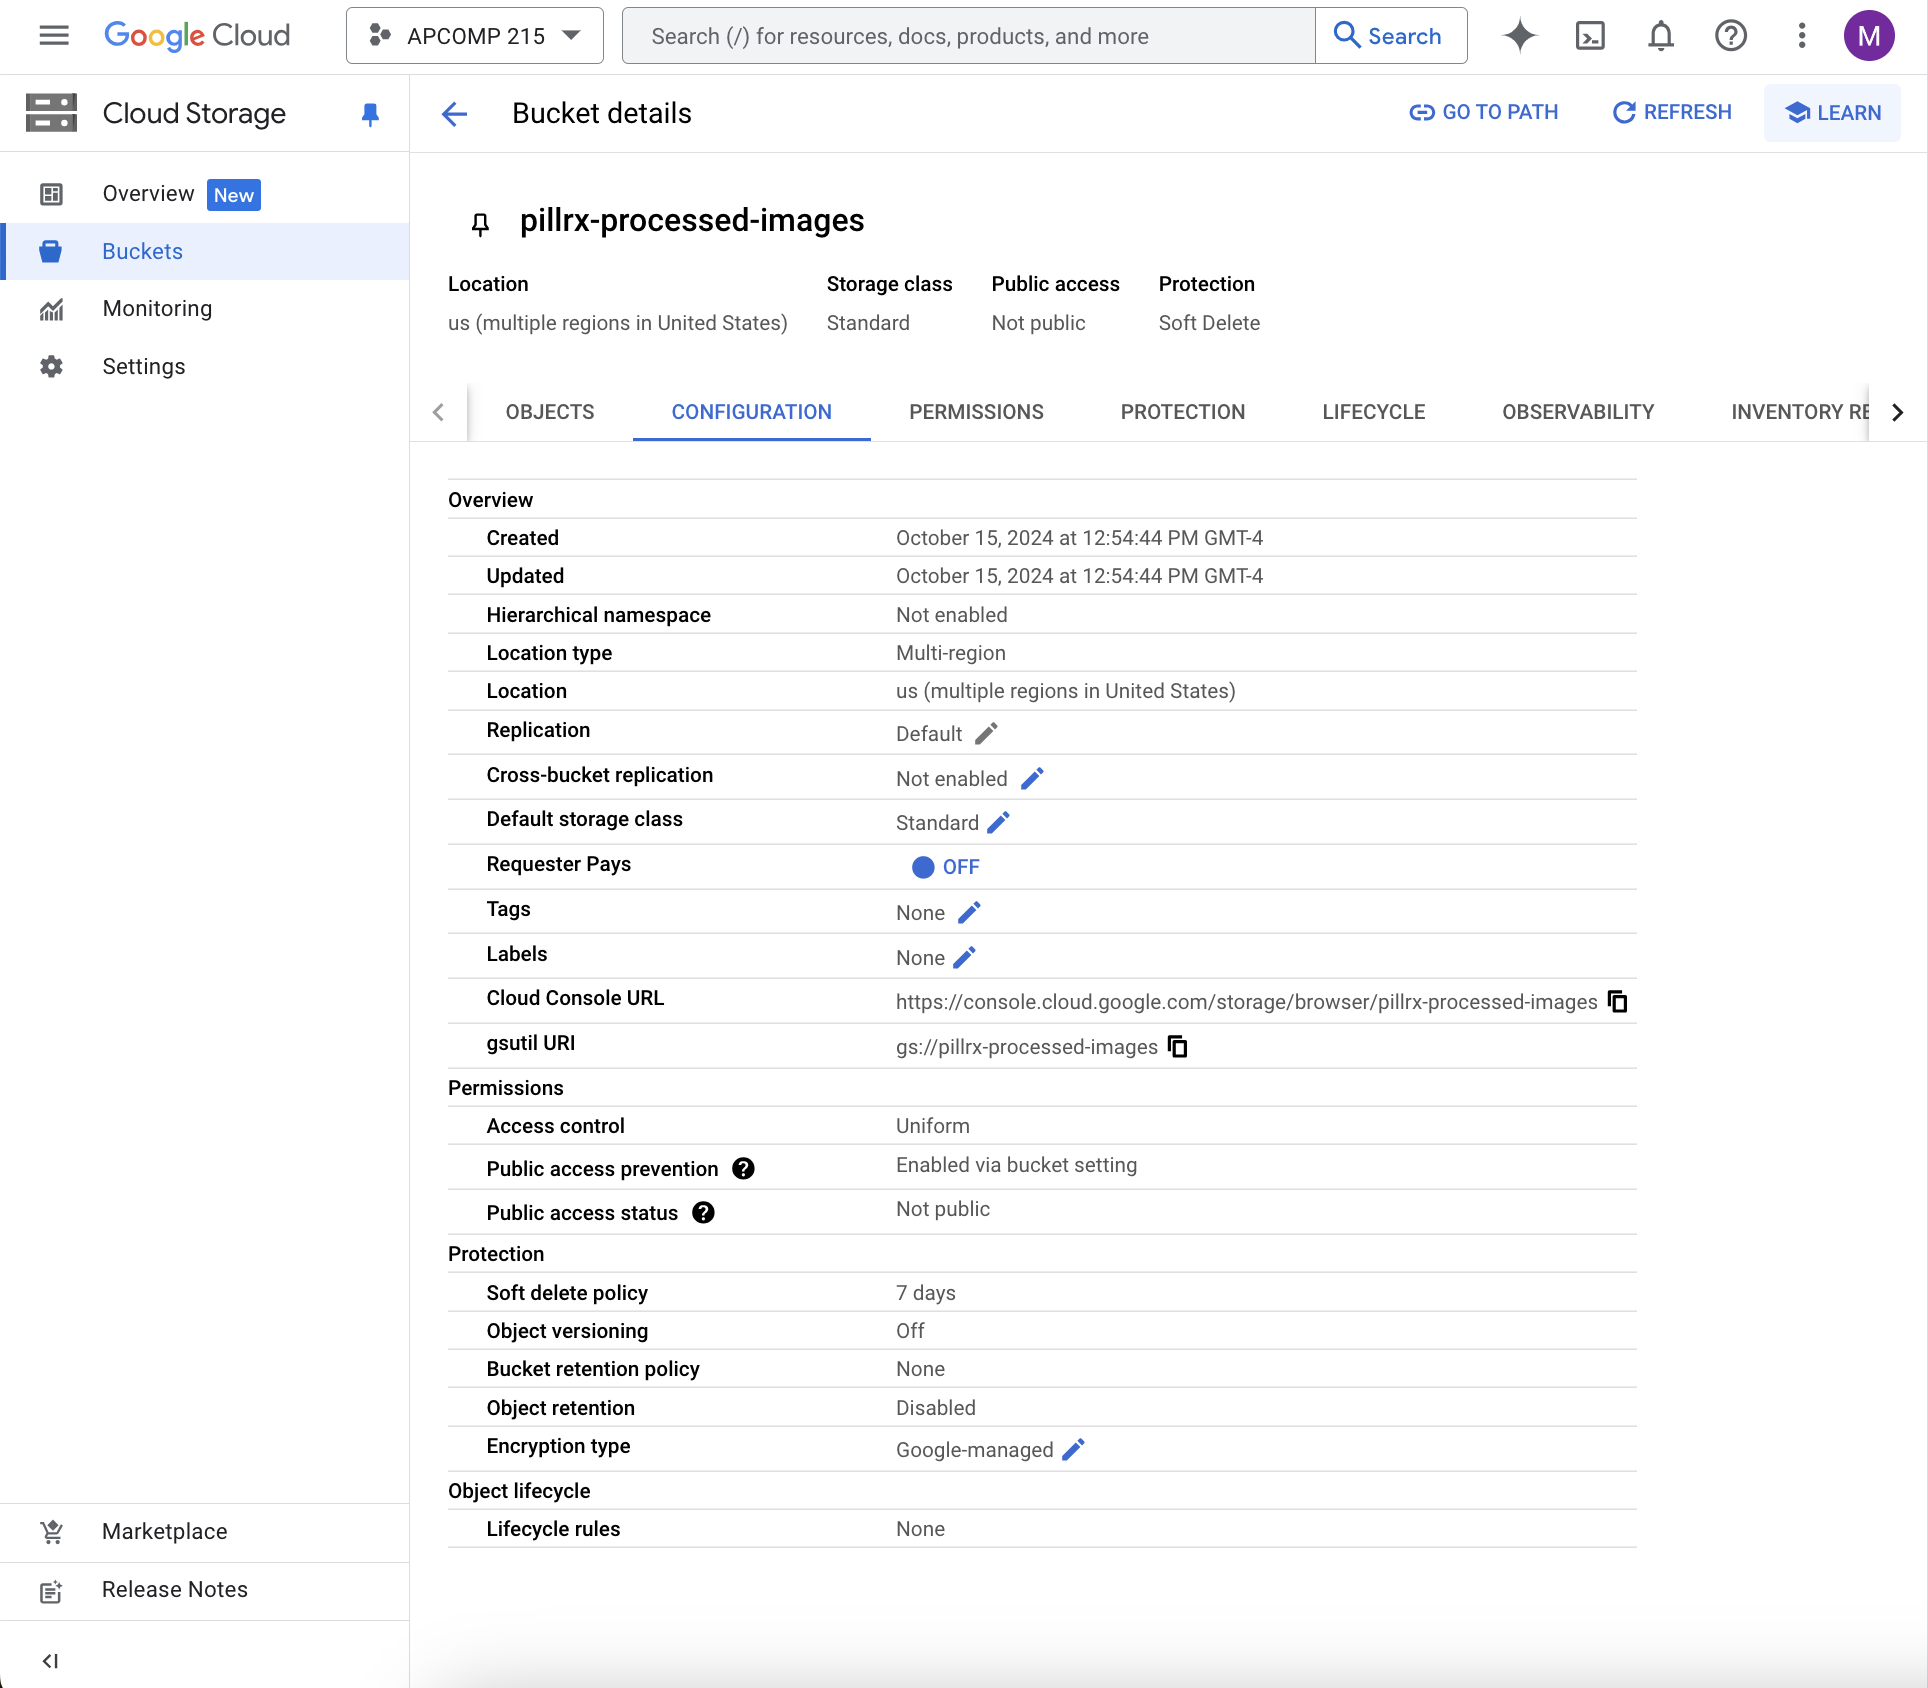 Google Cloud
APCOMP 215
Search (/) for resources, docs, products, and more
Search
M
Cloud Storage
Overview New
Buckets
Monitoring
Settings
Marketplace
Release Notes
Bucket details
GO TO PATH
REFRESH
LEARN
pillrx-processed-images
Location Storage class Public access Protection
us (multiple regions in United States) Standard Not public Soft Delete
OBJECTS CONFIGURATION PERMISSIONS PROTECTION LIFECYCLE OBSERVABILITY INVENTORY RE
Overview
Created October 15, 2024 at 12:54:44 PM GMT-4
Updated October 15, 2024 at 12:54:44 PM GMT-4
Hierarchical namespace Not enabled
Location type Multi-region
Location us (multiple regions in United States)
Replication Default
Cross-bucket replication Not enabled
Default storage class Standard
Requester Pays OFF
Tags None
Labels None
Cloud Console URL https://console.cloud.google.com/storage/browser/pillrx-processed-images
gsutil URI gs://pillrx-processed-images
Permissions
Access control Uniform
Public access prevention Enabled via bucket setting
Public access status Not public
Protection
Soft delete policy 7 days
Object versioning Off
Bucket retention policy None
Object retention Disabled
Encryption type Google-managed
Object lifecycle
Lifecycle rules None